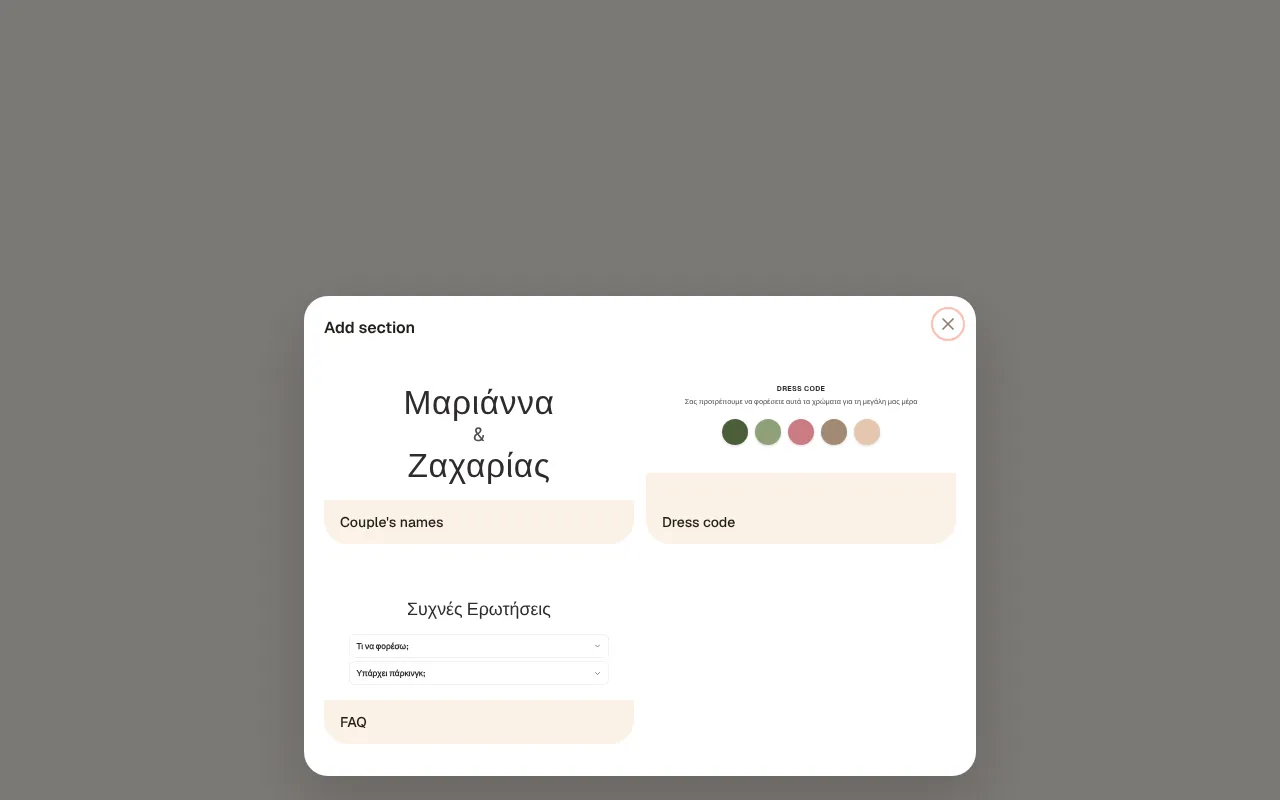 Add section
Μαριάννα
&
Ζαχαρίας
Couple's names
DRESS CODE
Σας προτρέπουμε να φορέσετε αυτά τα χρώματα για τη μεγάλη μας μέρα
Dress code
Συχνές Ερωτήσεις
Τι να φορέσω;
Υπάρχει πάρκινγκ;
FAQ